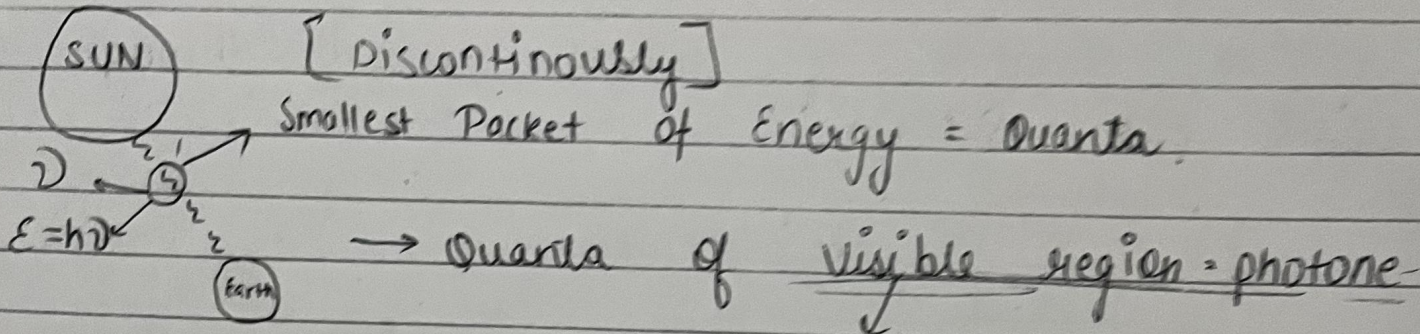 SUN [Discontinously]
Smallest Packet of Energy = Quanta.
ν
E=hν
→ Quanta of visible region = photone
Earth